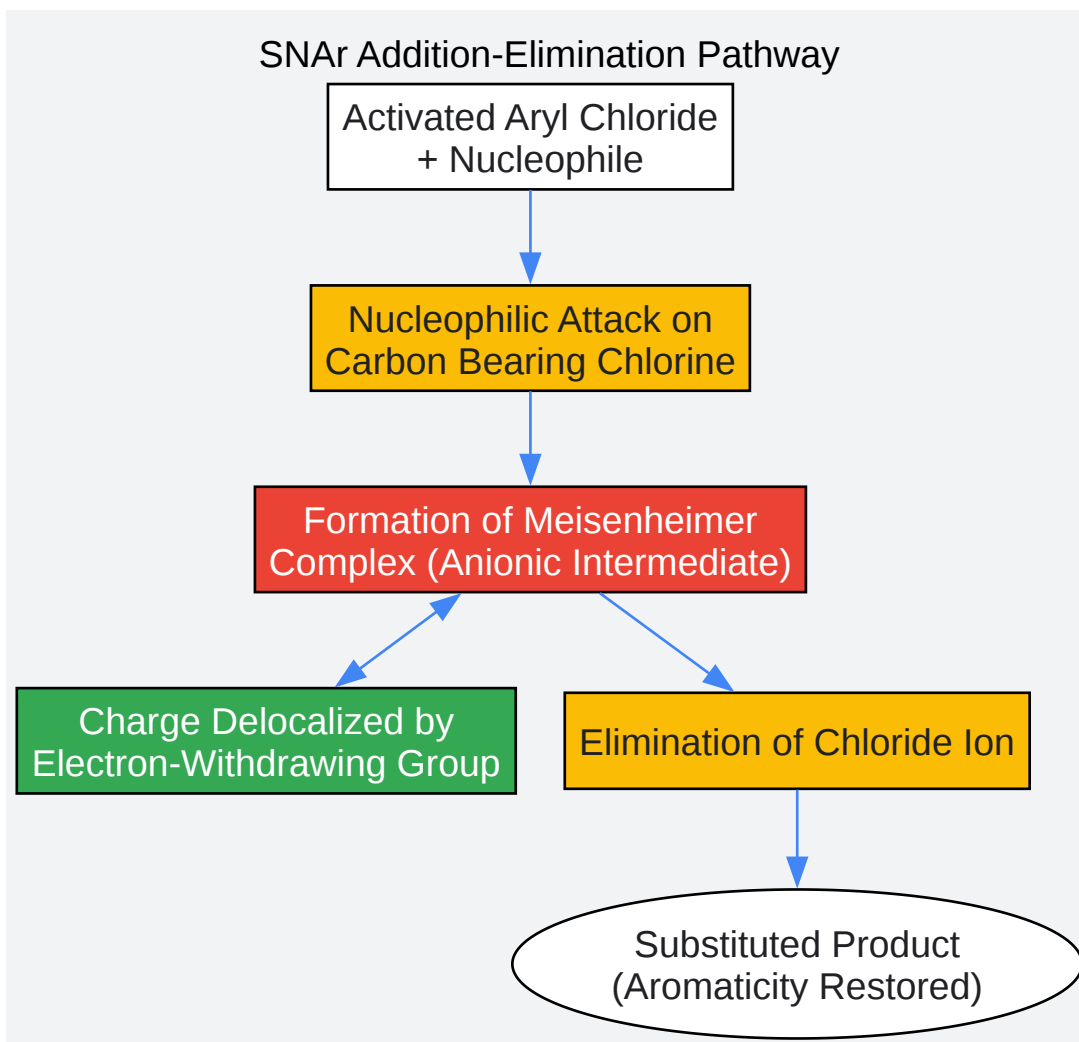 SNAr Addition-Elimination Pathway
Activated Aryl Chloride
+ Nucleophile
Nucleophilic Attack on
Carbon Bearing Chlorine
Formation of Meisenheimer
Complex (Anionic Intermediate)
Charge Delocalized by
Electron-Withdrawing Group
Elimination of Chloride Ion
Substituted Product
(Aromaticity Restored)